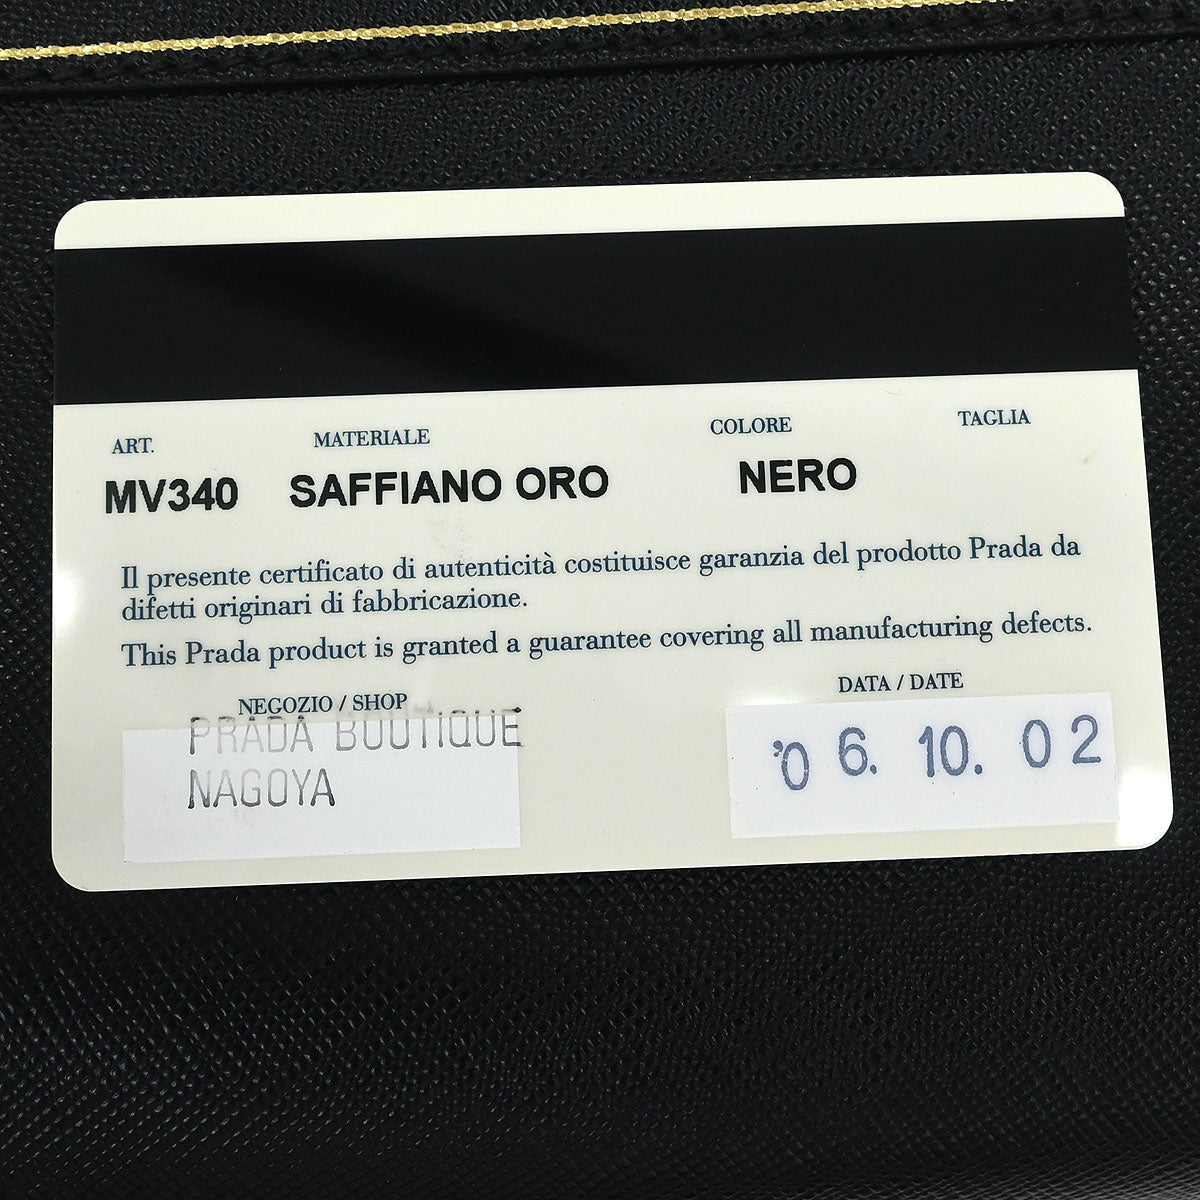 ART. MATERIALE COLORE TAGLIA
MV340 SAFFIANO ORO NERO
Il presente certificato di autenticità costituisce garanzia del prodotto Prada da
difetti originari di fabbricazione.
This Prada product is granted a guarantee covering all manufacturing defects.
NEGOZIO / SHOP DATA / DATE
PRADA BOUTIQUE
NAGOYA
'06. 10. 02